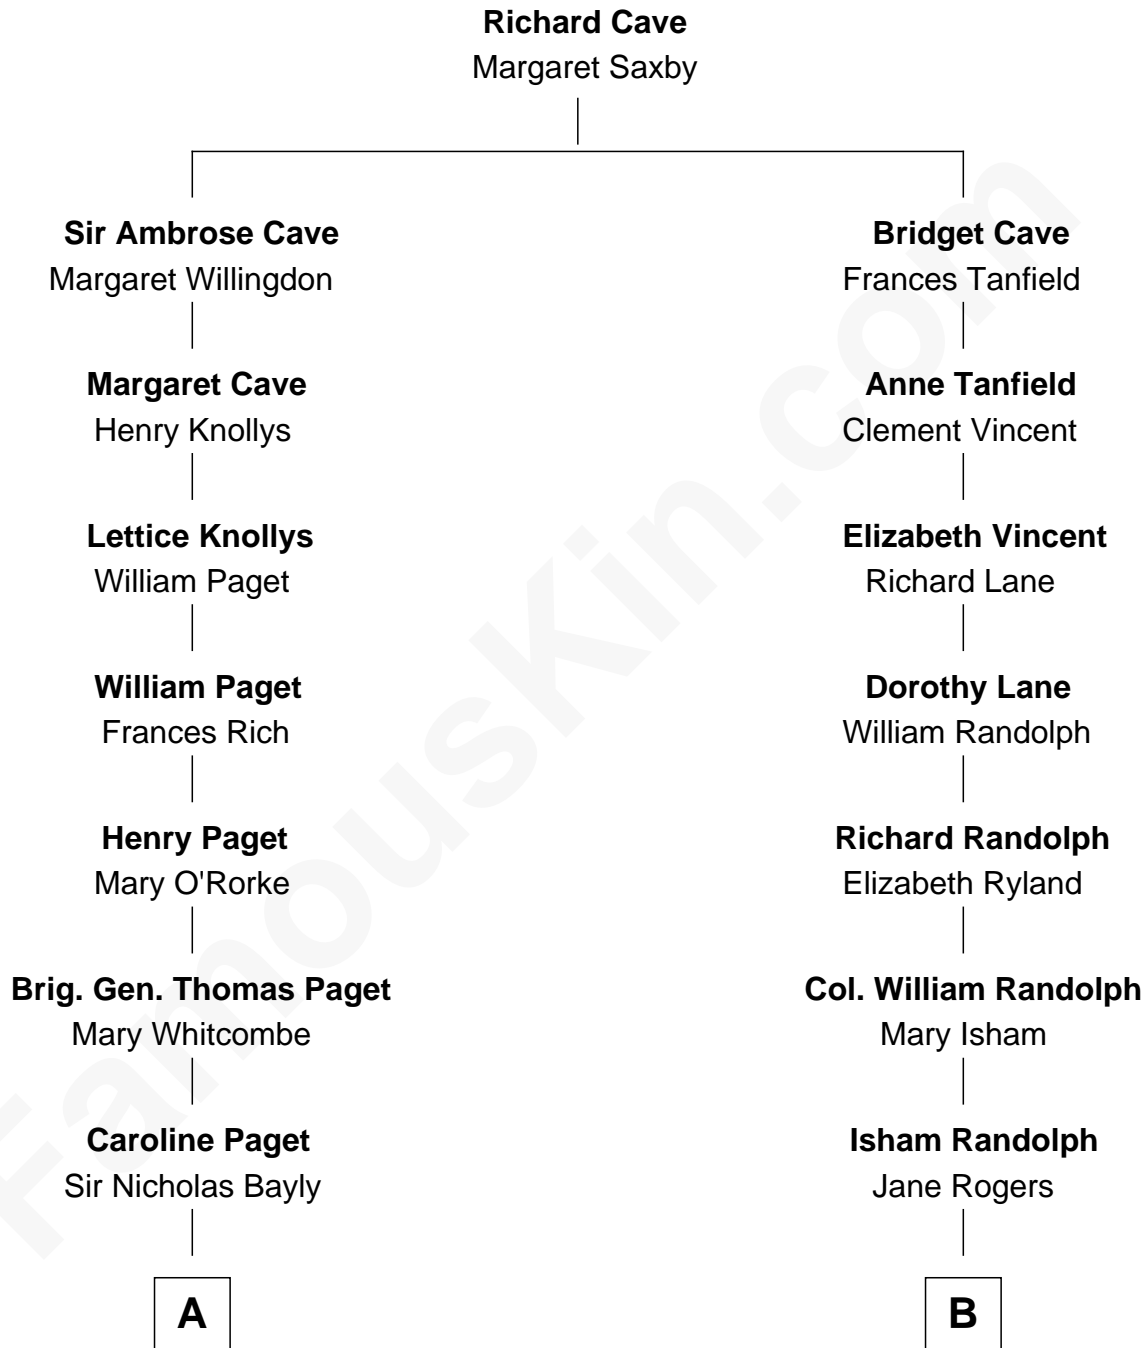 Richard Cave
Margaret Saxby
Sir Ambrose Cave
Margaret Willingdon
Bridget Cave
Frances Tanfield
Margaret Cave
Henry Knollys
Anne Tanfield
Clement Vincent
Lettice Knollys
William Paget
Elizabeth Vincent
Richard Lane
William Paget
Frances Rich
Dorothy Lane
William Randolph
Henry Paget
Mary O'Rorke
Richard Randolph
Elizabeth Ryland
Brig. Gen. Thomas Paget
Mary Whitcombe
Col. William Randolph
Mary Isham
Caroline Paget
Sir Nicholas Bayly
Isham Randolph
Jane Rogers
A
B
FamousKin.com